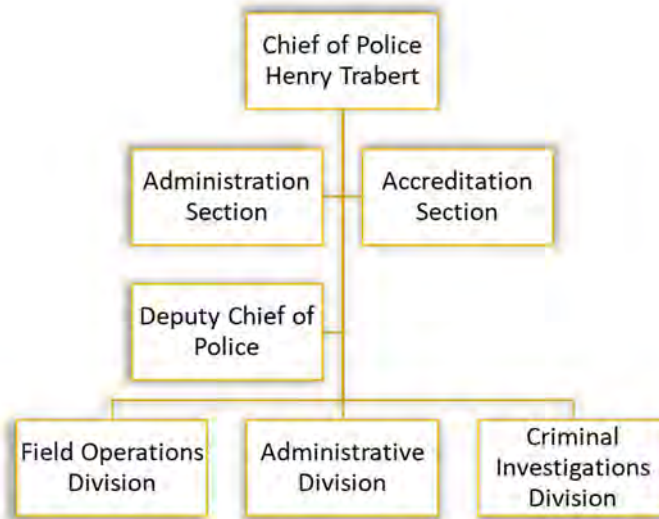 Chief of Police
Henry Trabert
Administration
Section
Accreditation
Section
Deputy Chief of
Police
Field Operations
Division
Administrative
Division
Criminal
Investigations
Division